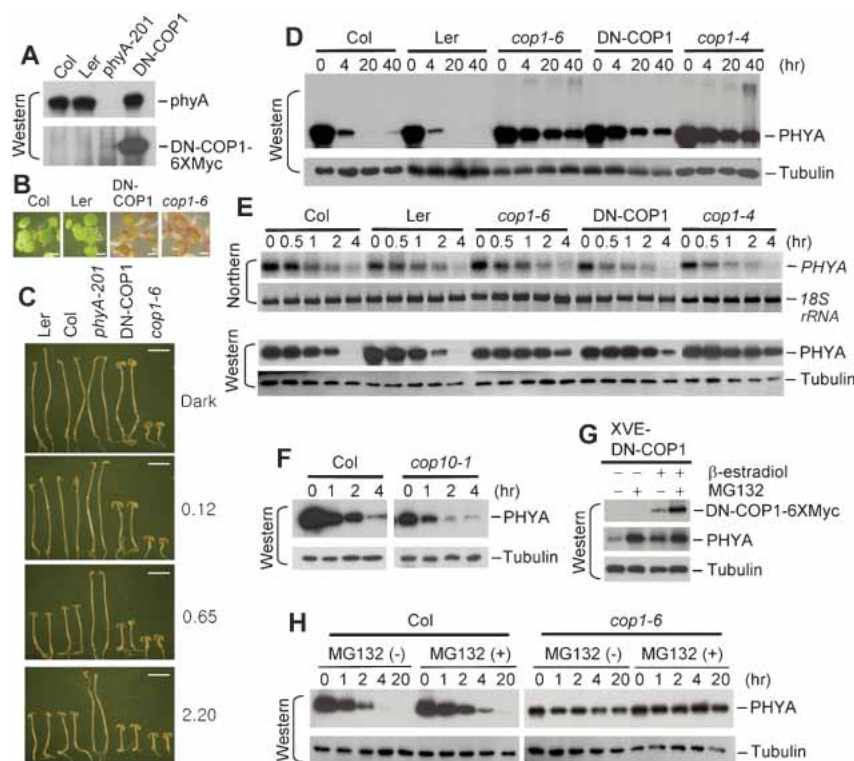 A
Col Ler phyA-201 DN-COP1
Western
phyA
DN-COP1-6XMyc
B
Col Ler DN-COP1 cop1-6
C
Ler Col phyA-201 DN-COP1 cop1-6
Dark
0.12
0.65
2.20
D
Col Ler cop1-6 DN-COP1 cop1-4
0 4 20 40 0 4 20 40 0 4 20 40 0 4 20 40 0 4 20 40 (hr)
Western
PHYA
Tubulin
E
Col Ler cop1-6 DN-COP1 cop1-4
0 0.5 1 2 4 0 0.5 1 2 4 0 0.5 1 2 4 0 0.5 1 2 4 0 0.5 1 2 4 (hr)
Northern
PHYA
18S rRNA
Western
PHYA
Tubulin
F
Col cop10-1
0 1 2 4 0 1 2 4 (hr)
Western
PHYA
Tubulin
G
XVE-DN-COP1
– – + + β-estradiol
– + – + MG132
Western
DN-COP1-6XMyc
PHYA
Tubulin
H
Col cop1-6
MG132 (-) MG132 (+) MG132 (-) MG132 (+)
0 1 2 4 20 0 1 2 4 20 0 1 2 4 20 0 1 2 4 20 (hr)
Western
PHYA
Tubulin